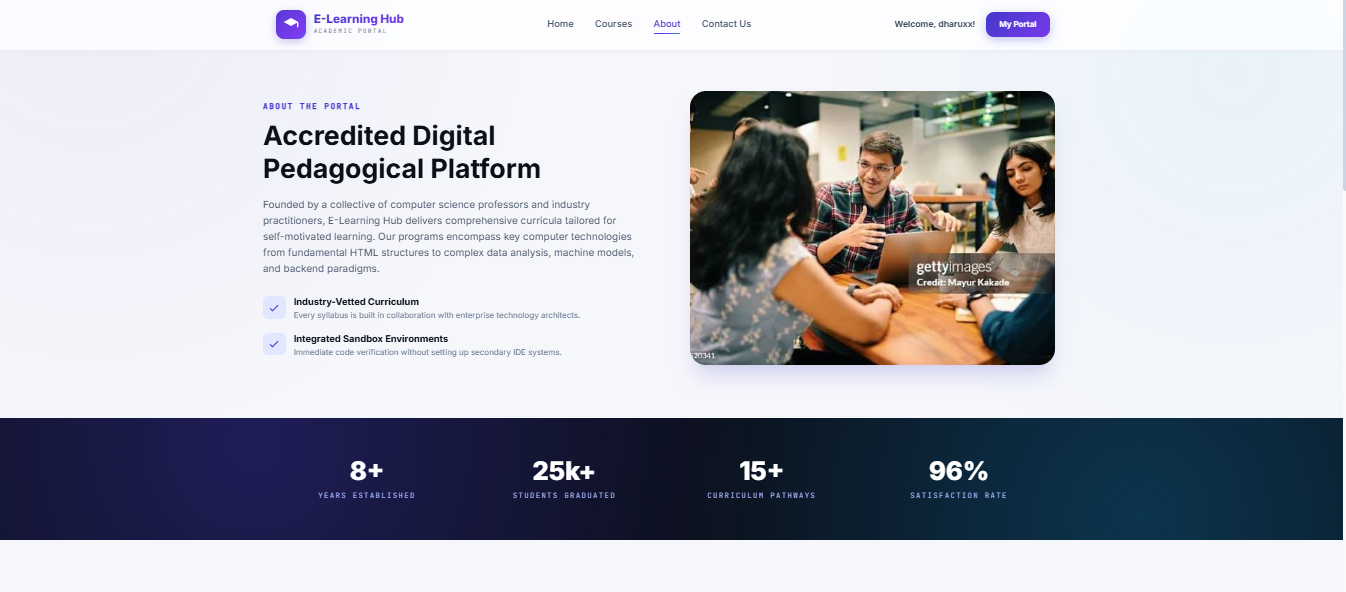 E-Learning Hub
ACADEMIC PORTAL
Home
Courses
About
Contact Us
Welcome, dharuxx!
My Portal
ABOUT THE PORTAL
Accredited Digital
Pedagogical Platform
Founded by a collective of computer science professors and industry
practitioners, E-Learning Hub delivers comprehensive curricula tailored for
self-motivated learning. Our programs encompass key computer technologies
from fundamental HTML structures to complex data analysis, machine models,
and backend paradigms.
Industry-Vetted Curriculum
Every syllabus is built in collaboration with enterprise technology architects.
Integrated Sandbox Environments
Immediate code verification without setting up secondary IDE systems.
gettyimages
Credit: Mayur Kakade
8+
YEARS ESTABLISHED
25k+
STUDENTS GRADUATED
15+
CURRICULUM PATHWAYS
96%
SATISFACTION RATE